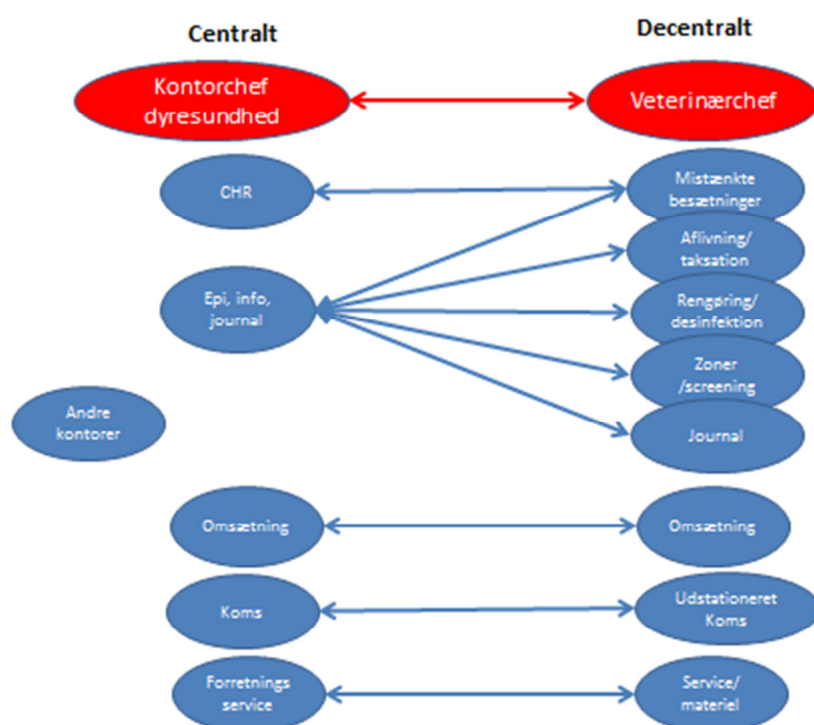 Centralt
Decentralt
Kontorchef
dyresundhed
Veterinærchef
CHR
Mistænkte
besætninger
Aflivning/
taksation
Epi, info,
journal
Rengøring/
desinfektion
Zoner
/screening
Andre
kontorer
Journal
Omsætning
Omsætning
Koms
Udstationeret
Koms
Forretnings
service
Service/
materiel